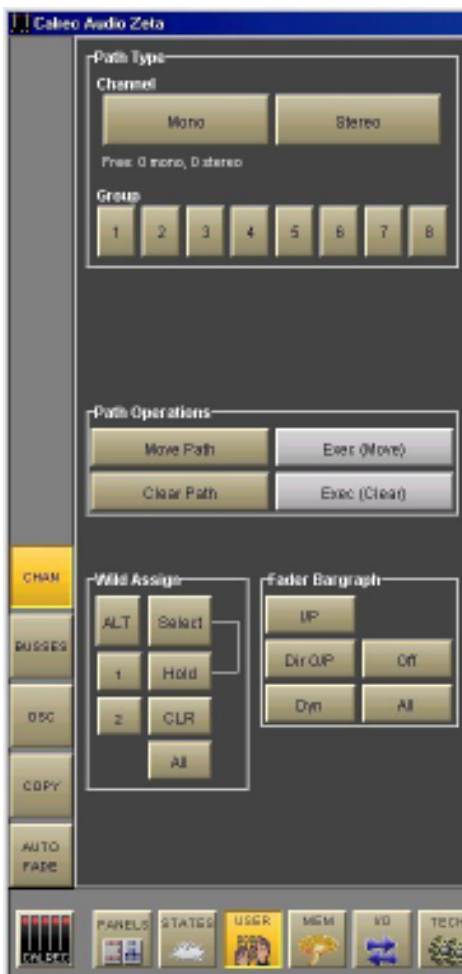 Calrec Audio Zeta
Path Type
Channel
Mono Stereo
Free: 0 mono, 0 stereo
Group
1 2 3 4 5 6 7 8
Path Operations
Move Path Exec (Move)
Clear Path Exec (Clear)
CHAN
BUSSES
OSC
COPY
AUTO
FADE
Wild Assign
ALT Select
1 Hold
2 CLR
All
Fader Bargraph
I/P
Dir O/P Off
Dyn All
CALREC
PANELS STATES USER MEM I/O TECH